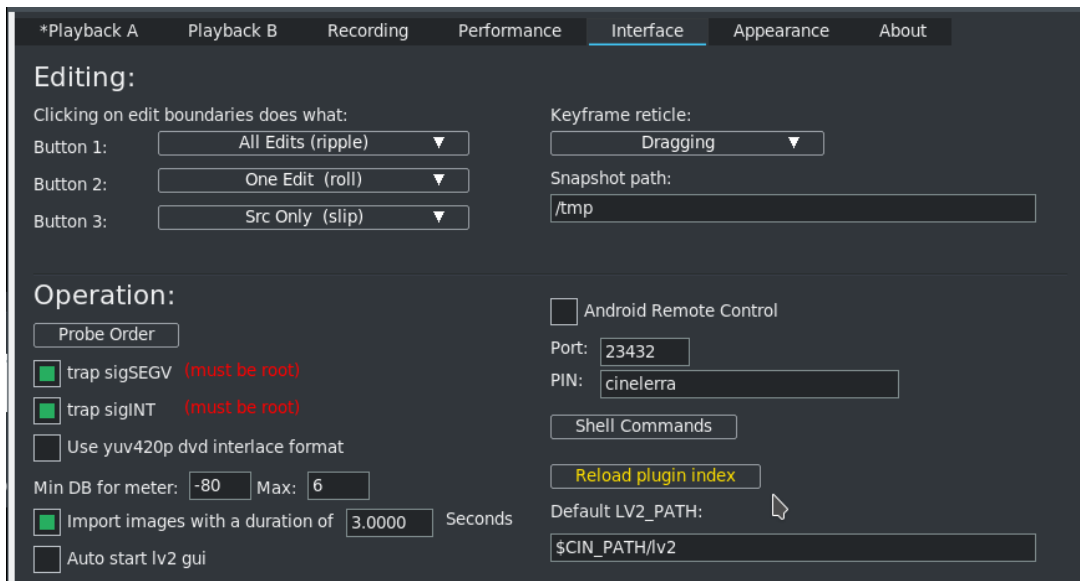 *Playback A Playback B Recording Performance Interface Appearance About
Editing:
Clicking on edit boundaries does what:
Button 1: All Edits (ripple) ▼
Button 2: One Edit  (roll) ▼
Button 3: Src Only  (slip) ▼
Keyframe reticle:
Dragging ▼
Snapshot path:
/tmp
Operation:
Probe Order
trap sigSEGV (must be root)
trap sigINT (must be root)
Use yuv420p dvd interlace format
Min DB for meter: -80 Max: 6
Import images with a duration of 3.0000 Seconds
Auto start lv2 gui
Android Remote Control
Port: 23432
PIN: cinelerra
Shell Commands
Reload plugin index
Default LV2_PATH:
$CIN_PATH/lv2